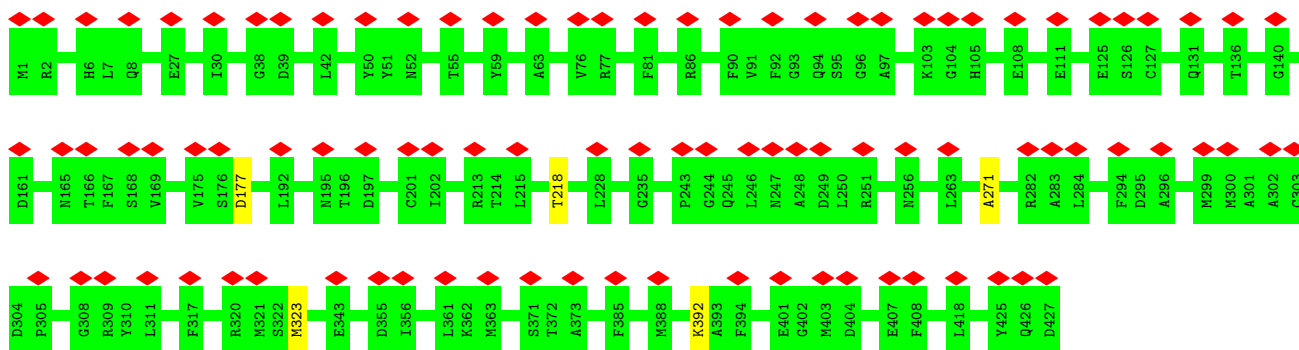 M1 R2 H6 L7 Q8 E27 I30 G38 D39 L42 Y50 Y51 N52 T55 Y59 A63 V76 R77 F81 R86 F90 V91 F92 G93 Q94 S95 G96 A97 K103 G104 H105 E108 E111 E125 S126 C127 Q131 T136 G140
D161 N165 T166 F167 S168 V169 V175 S176 D177 L192 N195 T196 D197 C201 I202 R213 T214 L215 T218 L228 G235 P243 G244 Q245 L246 N247 A248 D249 L250 R251 N256 L263 A271 R282 A283 L284 F294 D295 A296 M299 M300 A301 A302 C303
D304 P305 G308 R309 Y310 L311 F317 R320 M321 S322 M323 E343 D355 I356 L361 K362 M363 S371 T372 A373 F385 M388 K392 A393 F394 E401 G402 M403 D404 E407 F408 L418 Y425 Q426 D427